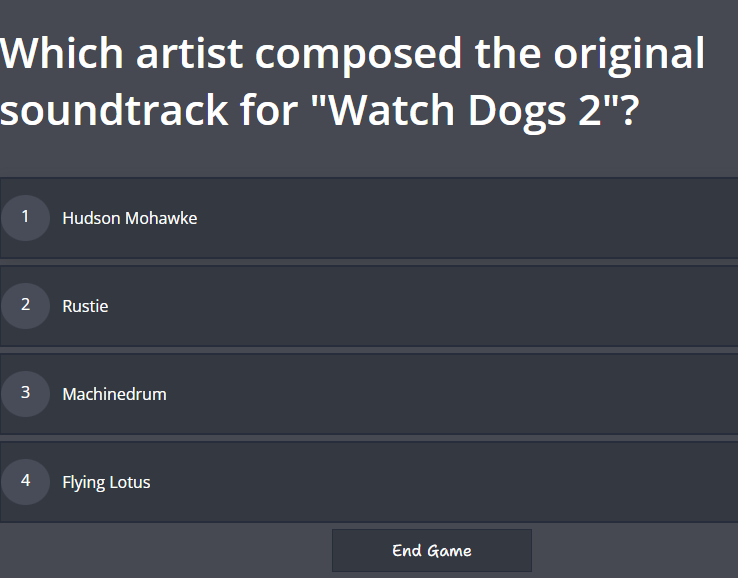 Which artist composed the original
soundtrack for "Watch Dogs 2"?
1 Hudson Mohawke
2 Rustie
3 Machinedrum
4 Flying Lotus
End Game